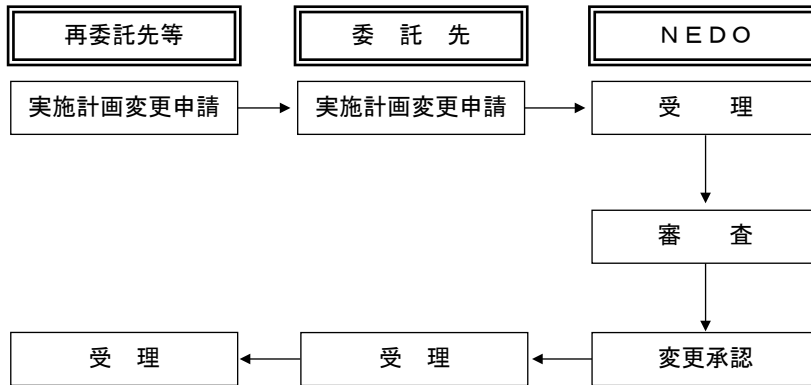 再委託先等
委　託　先
ＮＥＤＯ
実施計画変更申請
実施計画変更申請
受　　理
審　　査
受　理
受　理
変更承認